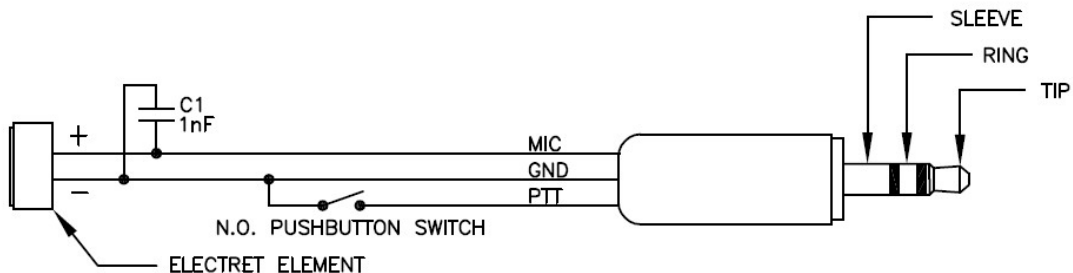 SLEEVE
RING
TIP
C1
1nF
+
MIC
GND
−
PTT
N.O. PUSHBUTTON SWITCH
ELECTRET ELEMENT